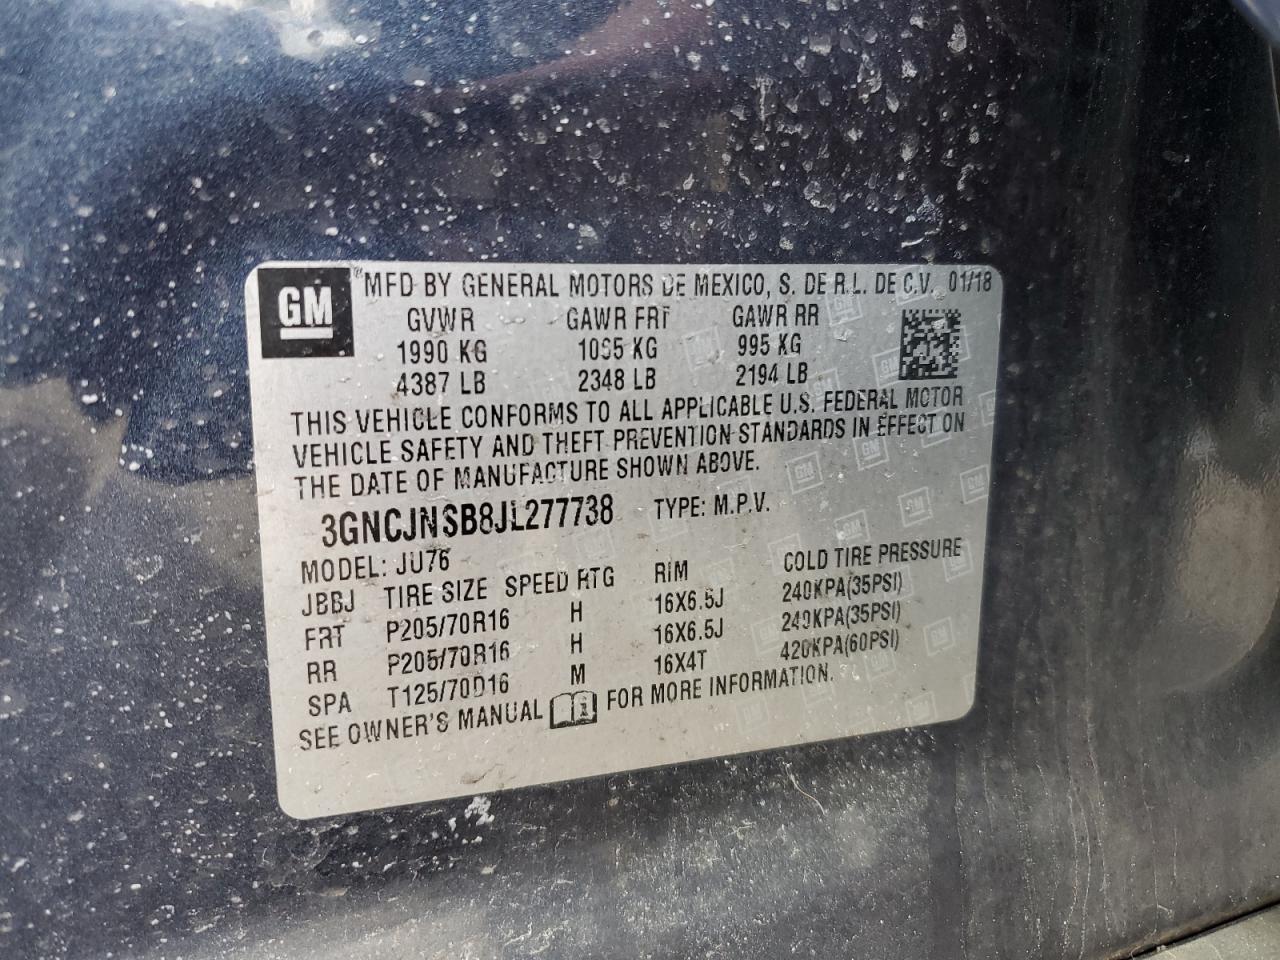 GM ® MFD BY GENERAL MOTORS DE MEXICO, S. DE R.L. DE C.V. 01/18
GVWR GAWR FRT GAWR RR
1990 KG 1065 KG 995 KG
4387 LB 2348 LB 2194 LB
THIS VEHICLE CONFORMS TO ALL APPLICABLE U.S. FEDERAL MOTOR
VEHICLE SAFETY AND THEFT PREVENTION STANDARDS IN EFFECT ON
THE DATE OF MANUFACTURE SHOWN ABOVE.
3GNCJNSB8JL277738 TYPE: M.P.V.
MODEL: JU76
JBBJ TIRE SIZE SPEED RTG RIM COLD TIRE PRESSURE
FRT P205/70R16 H 16X6.5J 240KPA(35PSI)
RR P205/70R16 H 16X6.5J 240KPA(35PSI)
SPA T125/70D16 M 16X4T 420KPA(60PSI)
SEE OWNER'S MANUAL FOR MORE INFORMATION.